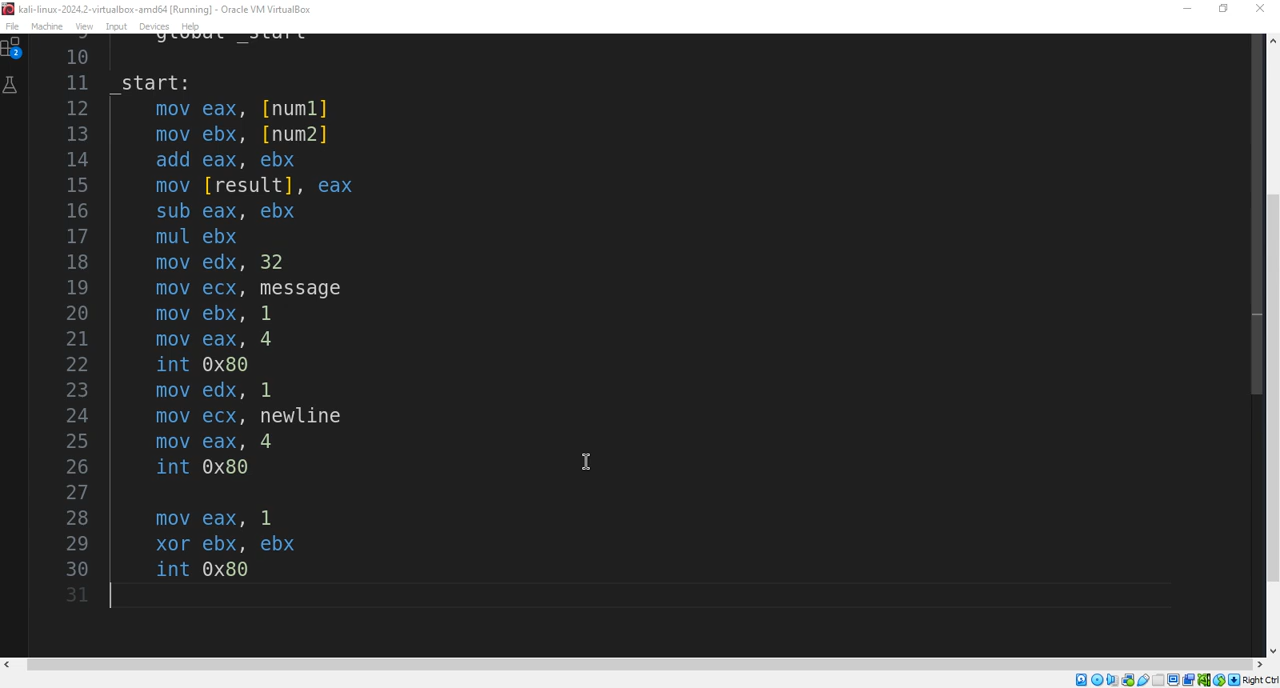 kali-linux-2024.2-virtualbox-amd64 [Running] - Oracle VM VirtualBox
File Machine View Input Devices Help
9 global _start
10
11 _start:
12 mov eax, [num1]
13 mov ebx, [num2]
14 add eax, ebx
15 mov [result], eax
16 sub eax, ebx
17 mul ebx
18 mov edx, 32
19 mov ecx, message
20 mov ebx, 1
21 mov eax, 4
22 int 0x80
23 mov edx, 1
24 mov ecx, newline
25 mov eax, 4
26 int 0x80
27
28 mov eax, 1
29 xor ebx, ebx
30 int 0x80
31
2
Right Ctrl